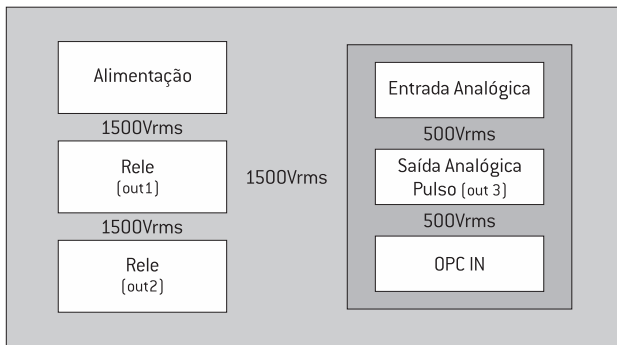 Alimentação
1500Vrms
Rele
(out1)
1500Vrms
Rele
(out2)
1500Vrms
Entrada Analógica
500Vrms
Saída Analógica
Pulso (out 3)
500Vrms
OPC IN